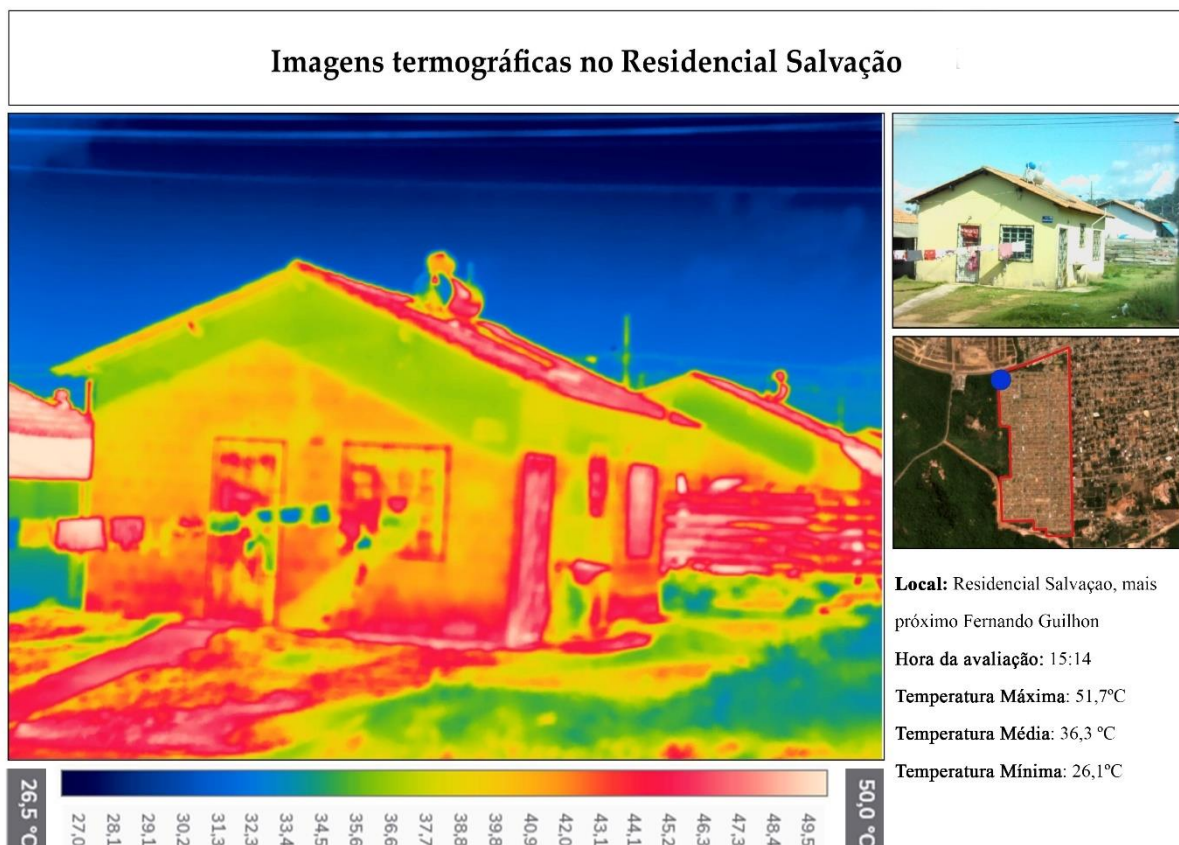 Imagens termográficas no Residencial Salvação
Local: Residencial Salvaçao, mais
próximo Fernando Guilhon
Hora da avaliação: 15:14
Temperatura Máxima: 51,7ºC
Temperatura Média: 36,3 ºC
Temperatura Mínima: 26,1ºC
26,5 °C
27,0
28,1
29,1
30,2
31,3
32,3
33,4
34,5
35,6
36,6
37,7
38,8
39,8
40,9
42,0
43,1
44,1
45,2
46,3
47,3
48,4
49,5
50,0 °C